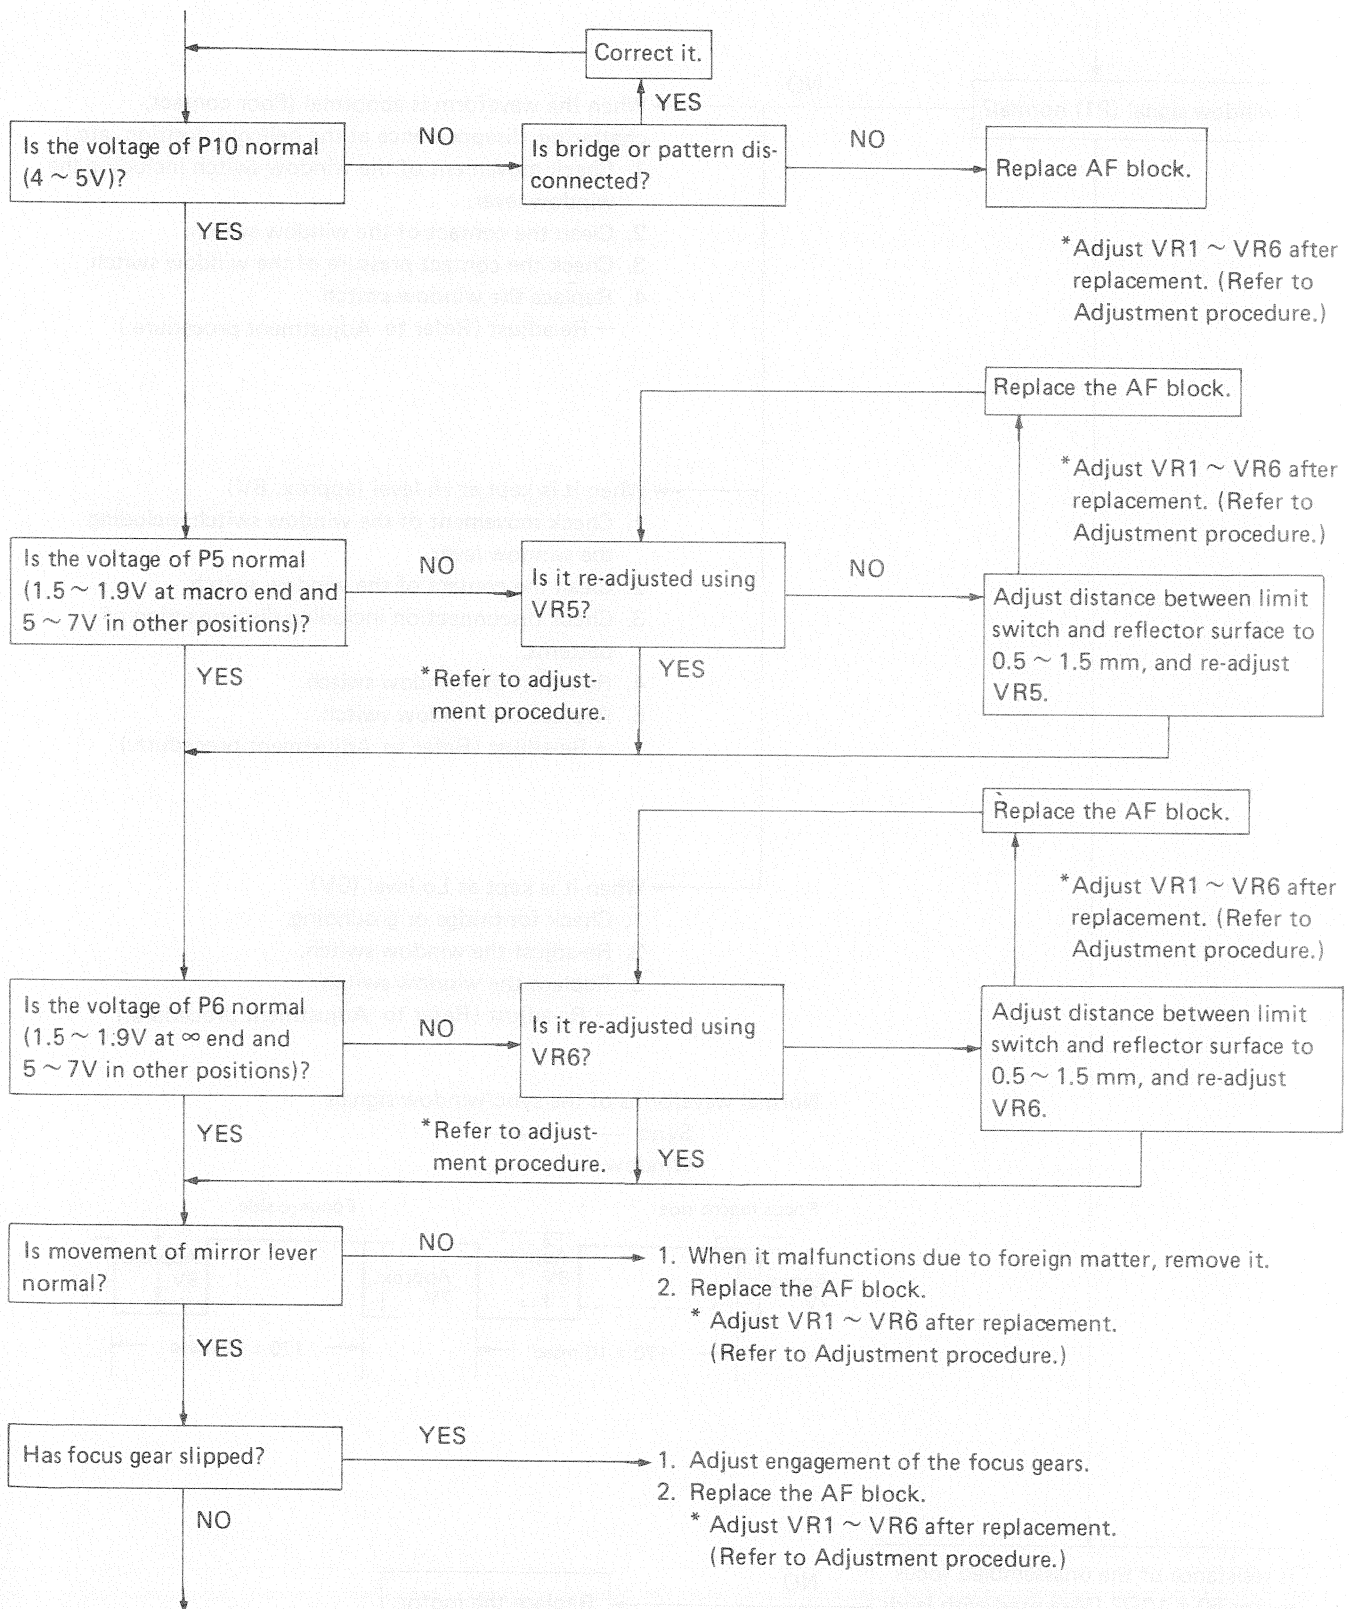 Correct it.
YES
Is the voltage of P10 normal
(4 ~ 5V)?
NO
Is bridge or pattern dis-
connected?
NO
Replace AF block.
YES
*Adjust VR1 ~ VR6 after
replacement. (Refer to
Adjustment procedure.)
Replace the AF block.
*Adjust VR1 ~ VR6 after
replacement. (Refer to
Adjustment procedure.)
Is the voltage of P5 normal
(1.5 ~ 1.9V at macro end and
5 ~ 7V in other positions)?
NO
Is it re-adjusted using
VR5?
NO
Adjust distance between limit
switch and reflector surface to
0.5 ~ 1.5 mm, and re-adjust
VR5.
YES
*Refer to adjust-
ment procedure.
YES
Replace the AF block.
*Adjust VR1 ~ VR6 after
replacement. (Refer to
Adjustment procedure.)
Is the voltage of P6 normal
(1.5 ~ 1.9V at ∞ end and
5 ~ 7V in other positions)?
NO
Is it re-adjusted using
VR6?
Adjust distance between limit
switch and reflector surface to
0.5 ~ 1.5 mm, and re-adjust
VR6.
YES
*Refer to adjust-
ment procedure.
YES
Is movement of mirror lever
normal?
NO
1. When it malfunctions due to foreign matter, remove it.
2. Replace the AF block.
* Adjust VR1 ~ VR6 after replacement.
(Refer to Adjustment procedure.)
YES
Has focus gear slipped?
YES
1. Adjust engagement of the focus gears.
2. Replace the AF block.
* Adjust VR1 ~ VR6 after replacement.
(Refer to Adjustment procedure.)
NO